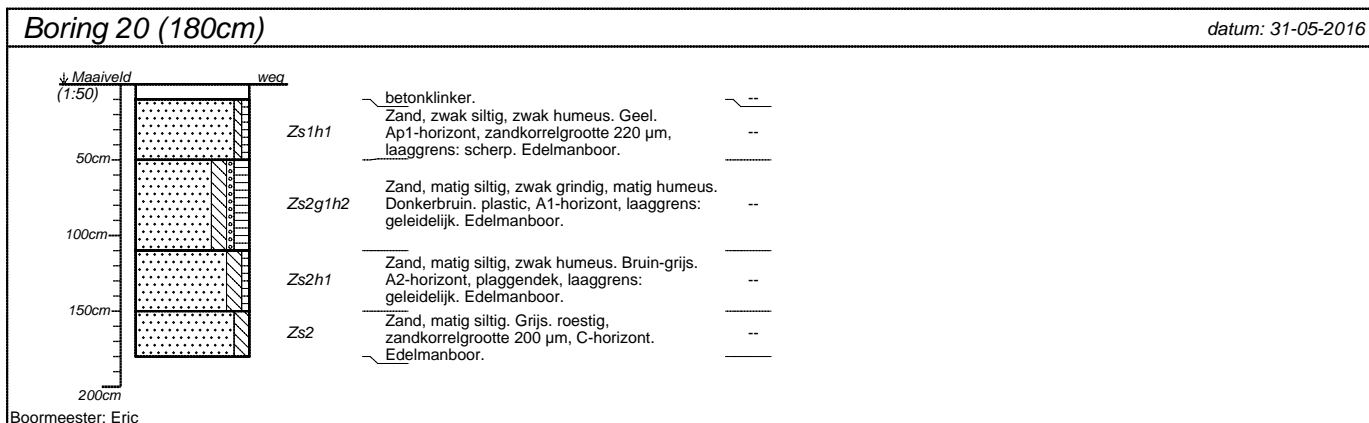 Boring 20 (180cm)
datum: 31-05-2016
Maaiveld
weg
(1:50)
betonklinker.
--
Zs1h1
Zand, zwak siltig, zwak humeus. Geel.
Ap1-horizont, zandkorrelgrootte 220 µm,
laaggrens: scherp. Edelmanboor.
--
50cm
Zs2g1h2
Zand, matig siltig, zwak grindig, matig humeus.
Donkerbruin. plastic, A1-horizont, laaggrens:
geleidelijk. Edelmanboor.
--
100cm
Zs2h1
Zand, matig siltig, zwak humeus. Bruin-grijs.
A2-horizont, plaggendek, laaggrens:
geleidelijk. Edelmanboor.
--
150cm
Zs2
Zand, matig siltig. Grijs. roestig,
zandkorrelgrootte 200 µm, C-horizont.
Edelmanboor.
--
200cm
Boormeester: Eric